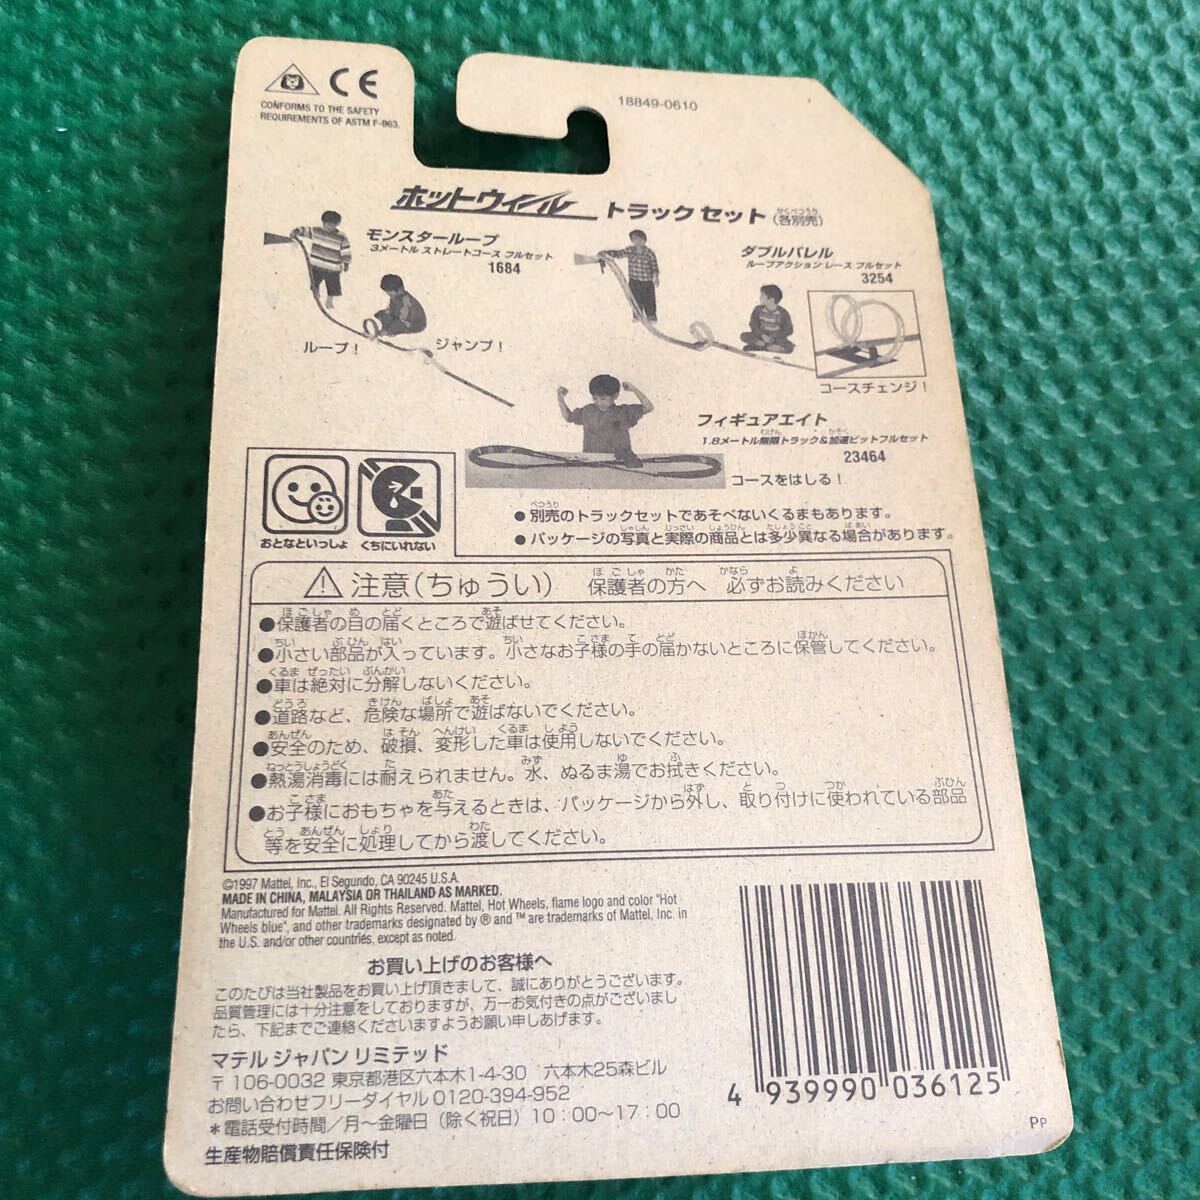 CE
CONFORMS TO THE SAFETY
REQUIREMENTS OF ASTM F-963.
18849-0610
ホットウィール トラックセット(各別売)
モンスターループ
3メートル ストレートコース フルセット
1684
ループ!
ジャンプ!
ダブルバレル
ループアクション レース フルセット
3254
コースチェンジ!
フィギュアエイト
1.8メートル無限トラック&加速ピットフルセット
23464
コースをはしる!
おとなといっしょ
くちにいれない
●別売のトラックセットであそべないくるまもあります。
●パッケージの写真と実際の商品とは多少異なる場合があります。
⚠注意(ちゅうい) 保護者の方へ 必ずお読みください
●保護者の目の届くところで遊ばせてください。
●小さい部品が入っています。小さなお子様の手の届かないところに保管してください。
●車は絶対に分解しないください。
●道路など、危険な場所で遊ばないでください。
●安全のため、破損、変形した車は使用しないでください。
●熱湯消毒には耐えられません。水、ぬるま湯でお拭きください。
●お子様におもちゃを与えるときは、パッケージから外し、取り付けに使われている部品
等を安全に処理してから渡してください。
©1997 Mattel, Inc., El Segundo, CA 90245 U.S.A.
MADE IN CHINA, MALAYSIA OR THAILAND AS MARKED.
Manufactured for Mattel. All Rights Reserved. Mattel, Hot Wheels, flame logo and color "Hot
Wheels blue", and other trademarks designated by ® and ™ are trademarks of Mattel, Inc. in
the U.S. and/or other countries, except as noted.
お買い上げのお客様へ
このたびは当社製品をお買い上げ頂きまして、誠にありがとうございます。
品質管理には十分注意をしておりますが、万一お気付きの点がございまし
たら、下記までご連絡くださいますようお願い申しあげます。
マテル ジャパン リミテッド
〒106-0032 東京都港区六本木1-4-30 六本木25森ビル
お問い合わせフリーダイヤル 0120-394-952
*電話受付時間/月〜金曜日(除く祝日)10:00〜17:00
生産物賠償責任保険付
4 939990 036125
PP